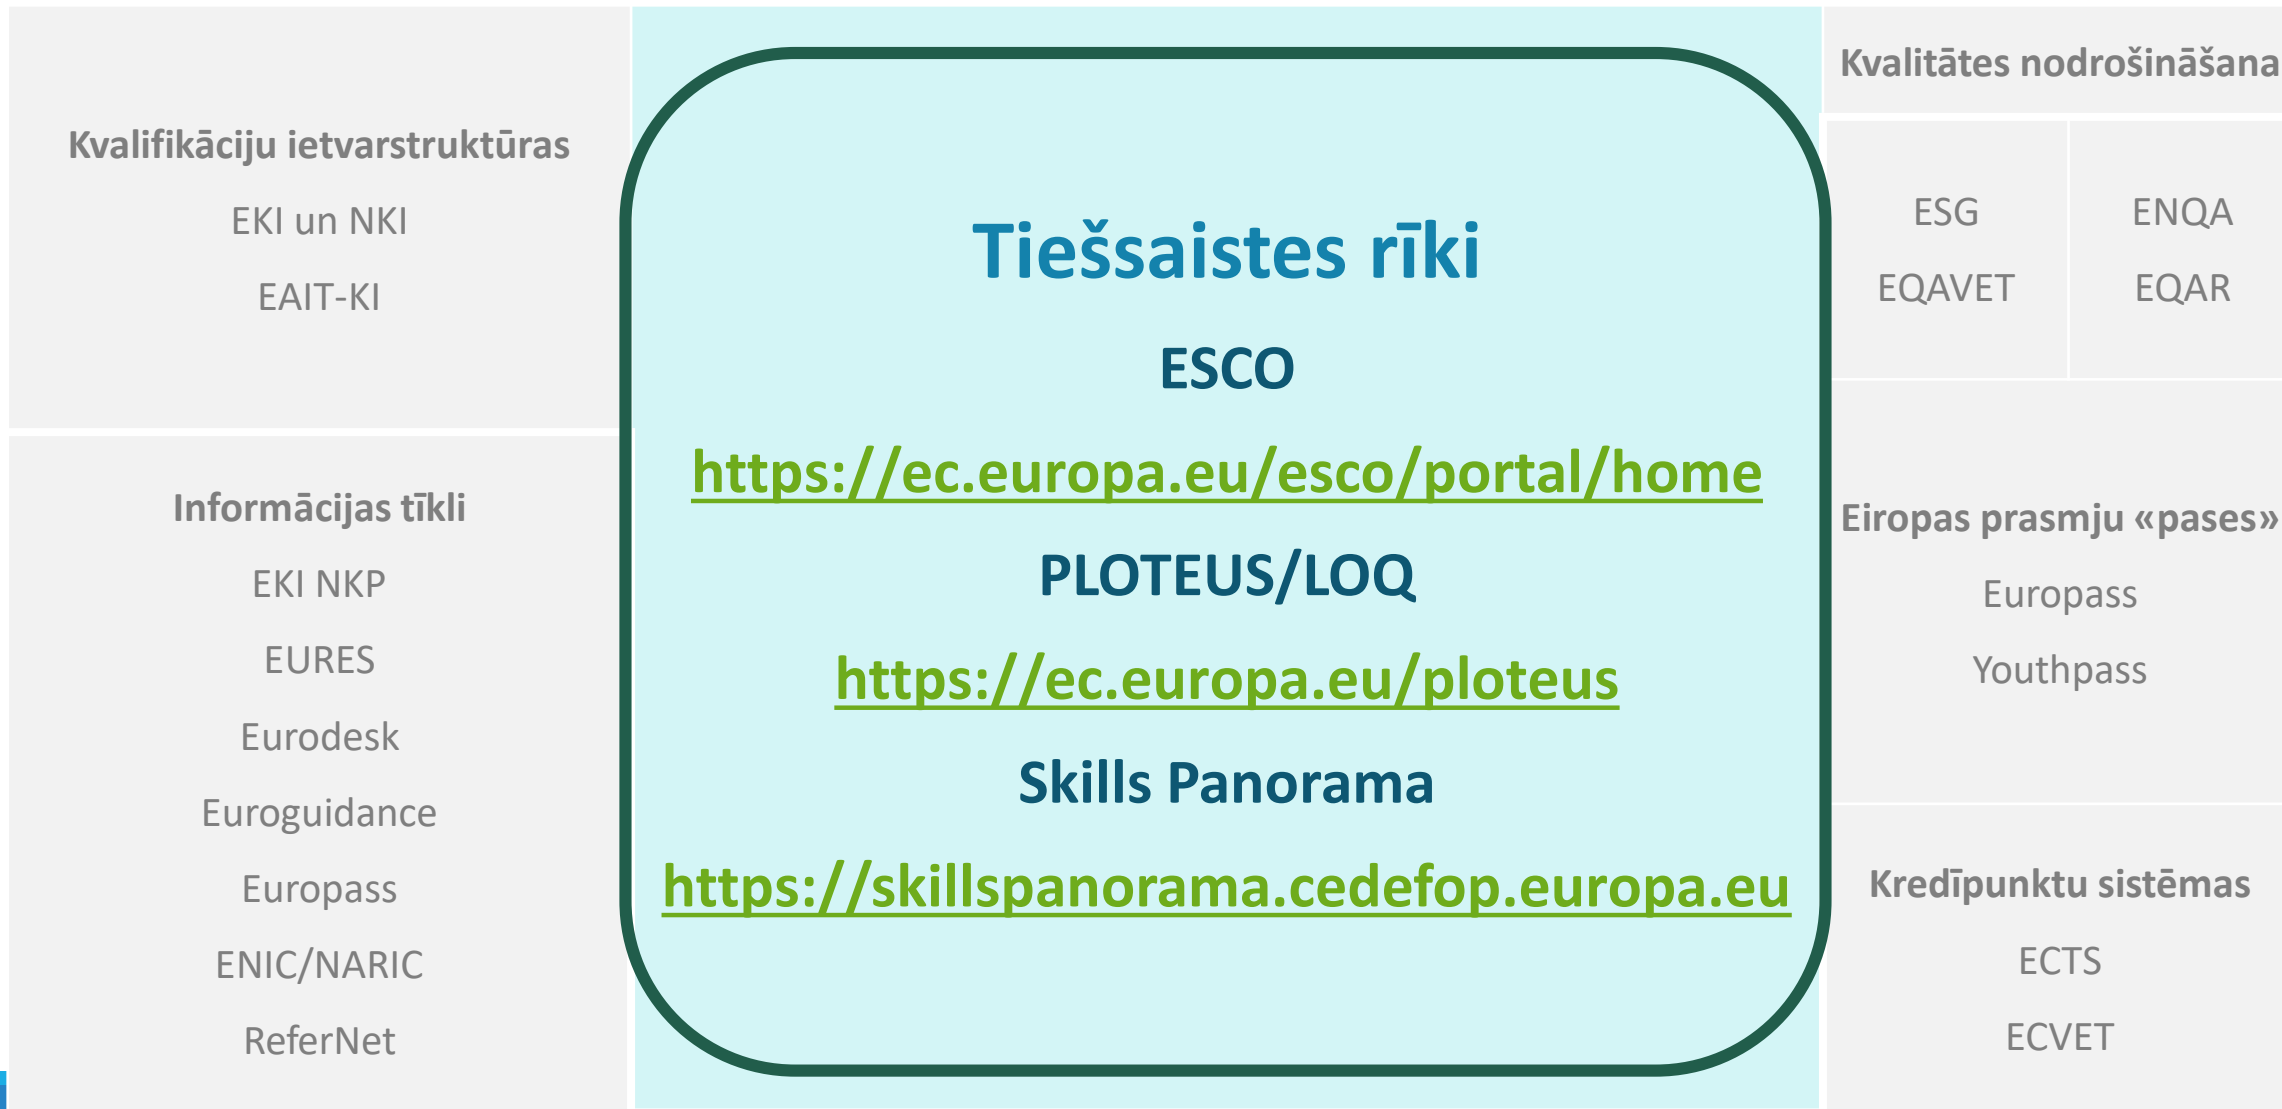 Kvalifikāciju ietvarstruktūras
EKI un NKI
EAIT-KI
Informācijas tīkli
EKI NKP
EURES
Eurodesk
Euroguidance
Europass
ENIC/NARIC
ReferNet
Tiešsaistes rīki
ESCO
https://ec.europa.eu/esco/portal/home
PLOTEUS/LOQ
https://ec.europa.eu/ploteus
Skills Panorama
https://skillspanorama.cedefop.europa.eu
Kvalitātes nodrošināšana
ESG
EQAVET
ENQA
EQAR
Eiropas prasmju «pases»
Europass
Youthpass
Kredīpunktu sistēmas
ECTS
ECVET